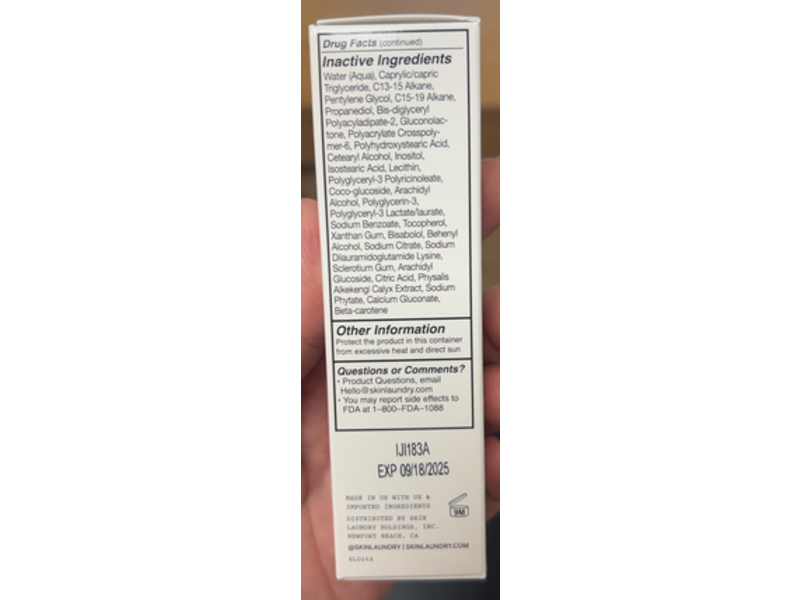 Drug Facts (continued)
Inactive Ingredients
Water (Aqua), Caprylic/capric
Triglyceride, C13-15 Alkane,
Pentylene Glycol, C15-19 Alkane,
Propanediol, Bis-diglyceryl
Polyacyladipate-2, Gluconolac-
tone, Polyacrylate Crosspoly-
mer-6, Polyhydroxystearic Acid,
Cetearyl Alcohol, Inositol,
Isostearic Acid, Lecithin,
Polyglyceryl-3 Polyricinoleate,
Coco-glucoside, Arachidyl
Alcohol, Polyglycerin-3,
Polyglyceryl-3 Lactate/laurate,
Sodium Benzoate, Tocopherol,
Xanthan Gum, Bisabolol, Behenyl
Alcohol, Sodium Citrate, Sodium
Dilauramidoglutamide Lysine,
Sclerotium Gum, Arachidyl
Glucoside, Citric Acid, Physalis
Alkekengi Calyx Extract, Sodium
Phytate, Calcium Gluconate,
Beta-carotene
Other Information
Protect the product in this container
from excessive heat and direct sun
Questions or Comments?
• Product Questions, email
Hello@skinlaundry.com
• You may report side effects to
FDA at 1–800–FDA–1088
IJI183A
EXP 09/18/2025
MADE IN US WITH US &
IMPORTED INGREDIENTS
9M
DISTRIBUTED BY SKIN
LAUNDRY HOLDINGS, INC.
NEWPORT BEACH, CA
@SKINLAUNDRY | SKINLAUNDRY.COM
SL0142